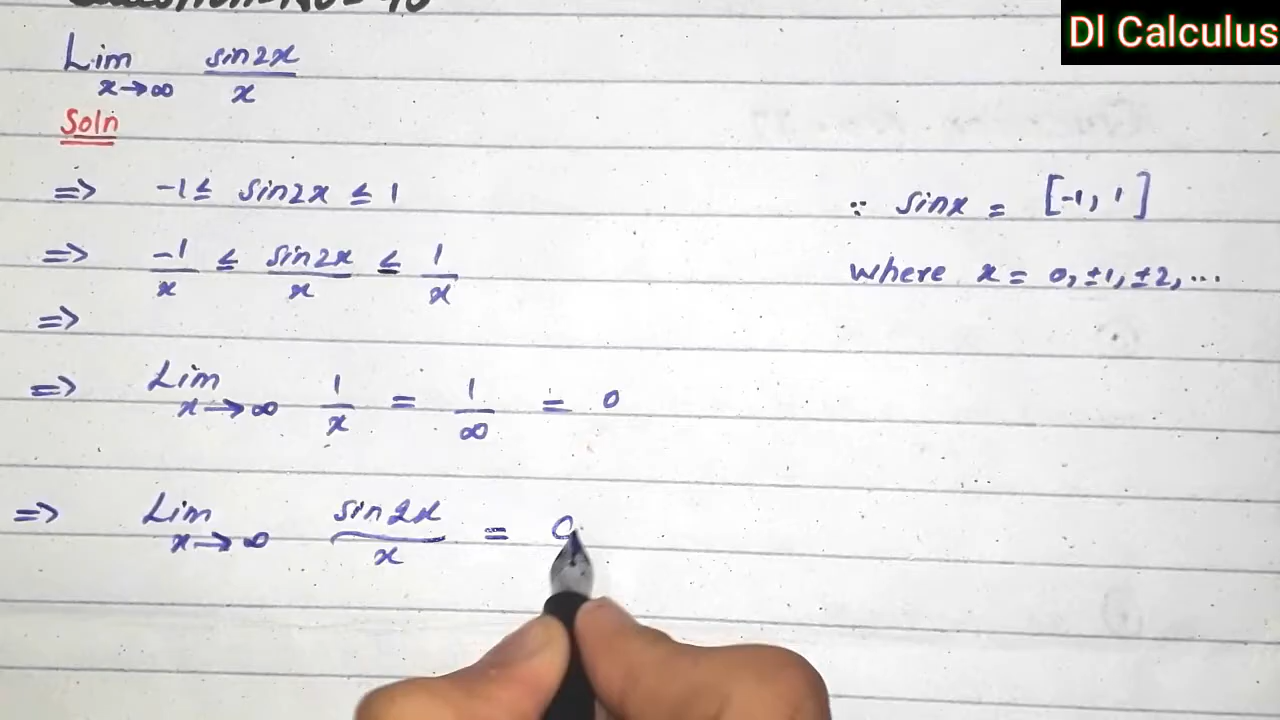 Dl Calculus
Lim x→∞ sin2x/x
Soln
=> -1 ≤ sin2x ≤ 1
∵ sinx = [-1, 1]
=> -1/x ≤ sin2x/x ≤ 1/x
where x = 0, ±1, ±2, ...
=>
=> Lim x→∞ 1/x = 1/∞ = 0
=> Lim x→∞ sin2x/x = 0